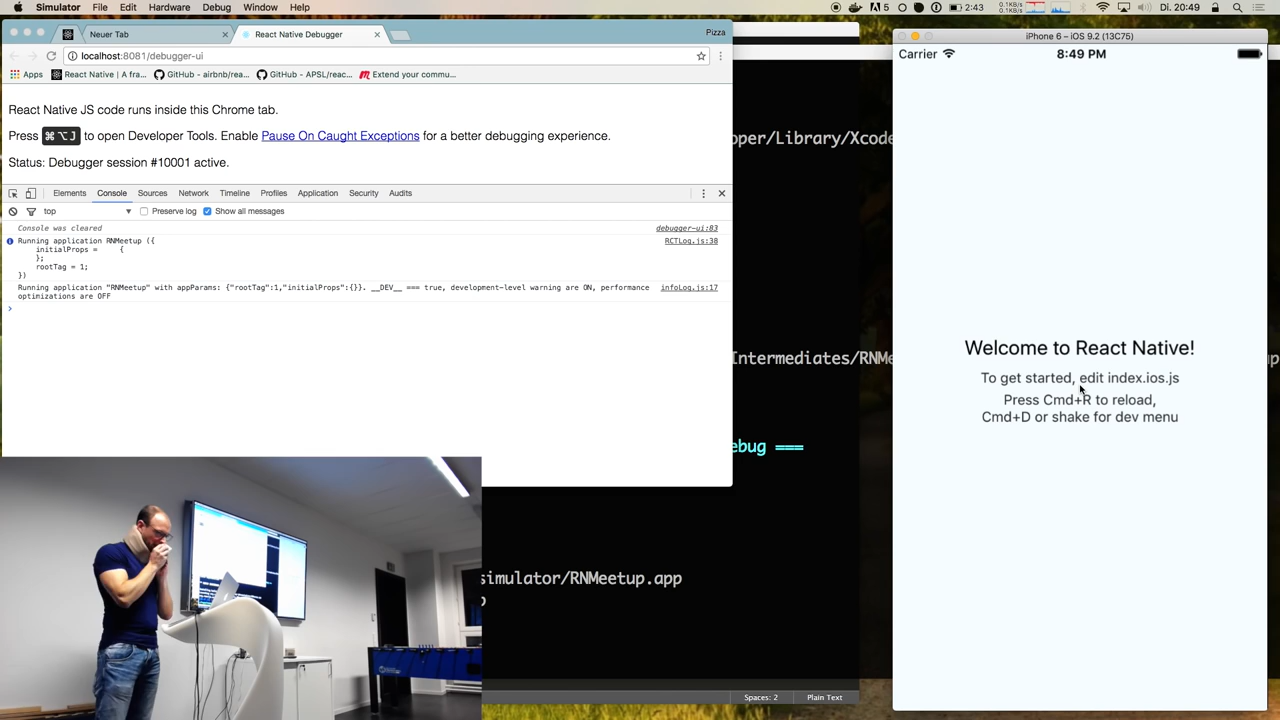 Simulator File Edit Hardware Debug Window Help
5 2:43 0.1KB/s 0.1KB/s Di. 20:49
Neuer Tab React Native Debugger Pizza
localhost:8081/debugger-ui
Apps React Native | A fra... GitHub - airbnb/rea... GitHub - APSL/reac... Extend your commu...
React Native JS code runs inside this Chrome tab.
Press ⌘⌥J to open Developer Tools. Enable Pause On Caught Exceptions for a better debugging experience.
Status: Debugger session #10001 active.
Elements Console Sources Network Timeline Profiles Application Security Audits
top Preserve log Show all messages
Console was cleared debugger-ui:83
Running application RNMeetup ({ RCTLog.js:38
initialProps = {
};
rootTag = 1;
})
Running application "RNMeetup" with appParams: {"rootTag":1,"initialProps":{}}. __DEV__ === true, development-level warning are ON, performance infoLog.js:17
optimizations are OFF
oper/Library/Xcode
Intermediates/RNMe
ebug ===
simulator/RNMeetup.app
Spaces: 2 Plain Text
iPhone 6 – iOS 9.2 (13C75)
Carrier 8:49 PM
Welcome to React Native!
To get started, edit index.ios.js
Press Cmd+R to reload,
Cmd+D or shake for dev menu